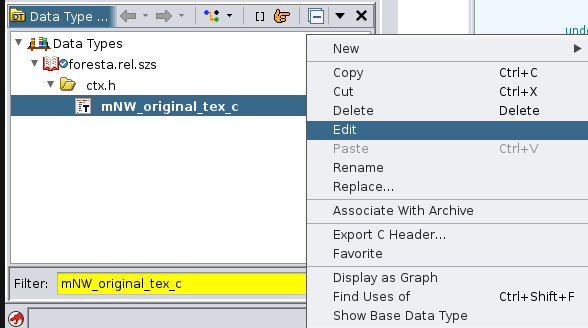 Data Type ...
Data Types
foresta.rel.szs
ctx.h
mNW_original_tex_c
Filter: mNW_original_tex_c
unde
New
Copy Ctrl+C
Cut Ctrl+X
Delete Delete
Edit
Paste Ctrl+V
Rename
Replace...
Associate With Archive
Export C Header...
Favorite
Display as Graph
Find Uses of Ctrl+Shift+F
Show Base Data Type